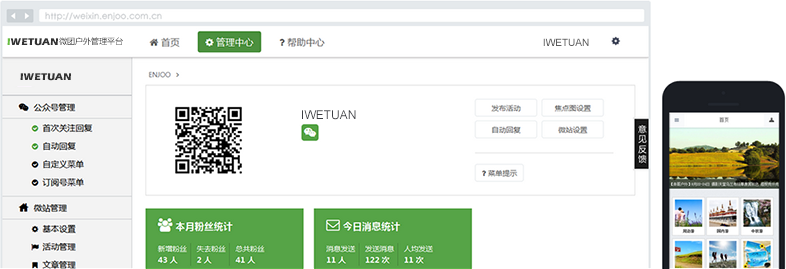 http://weixin.enjoo.com.cn
IWETUAN 微团户外管理平台
首页
管理中心
? 帮助中心
IWETUAN
IWETUAN
ENJOO >
公众号管理
首次关注回复
自动回复
自定义菜单
订阅号菜单
微站管理
基本设置
活动管理
文章管理
IWETUAN
发布活动
焦点图设置
自动回复
微站设置
? 菜单提示
意见反馈
本月粉丝统计
新增粉丝 失去粉丝 总共粉丝
43 人 2 人 41 人
今日消息统计
消息发送 发送消息 人均发送
11 人 122 次 11 次
首页
周边游
国内游